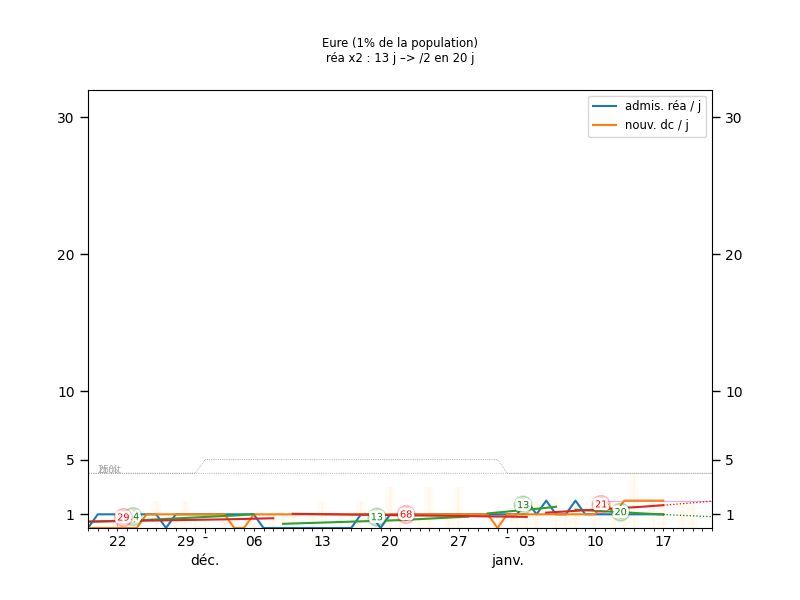 Eure (1% de la population)
réa x2 : 13 j –> /2 en 20 j
admis. réa / j
nouv. dc / j
30 30
20 20
10 10
5 5
1 1
29 4 13 68 13 21 20
22 29 - 06 13 20 27 - 03 10 17
déc. janv.